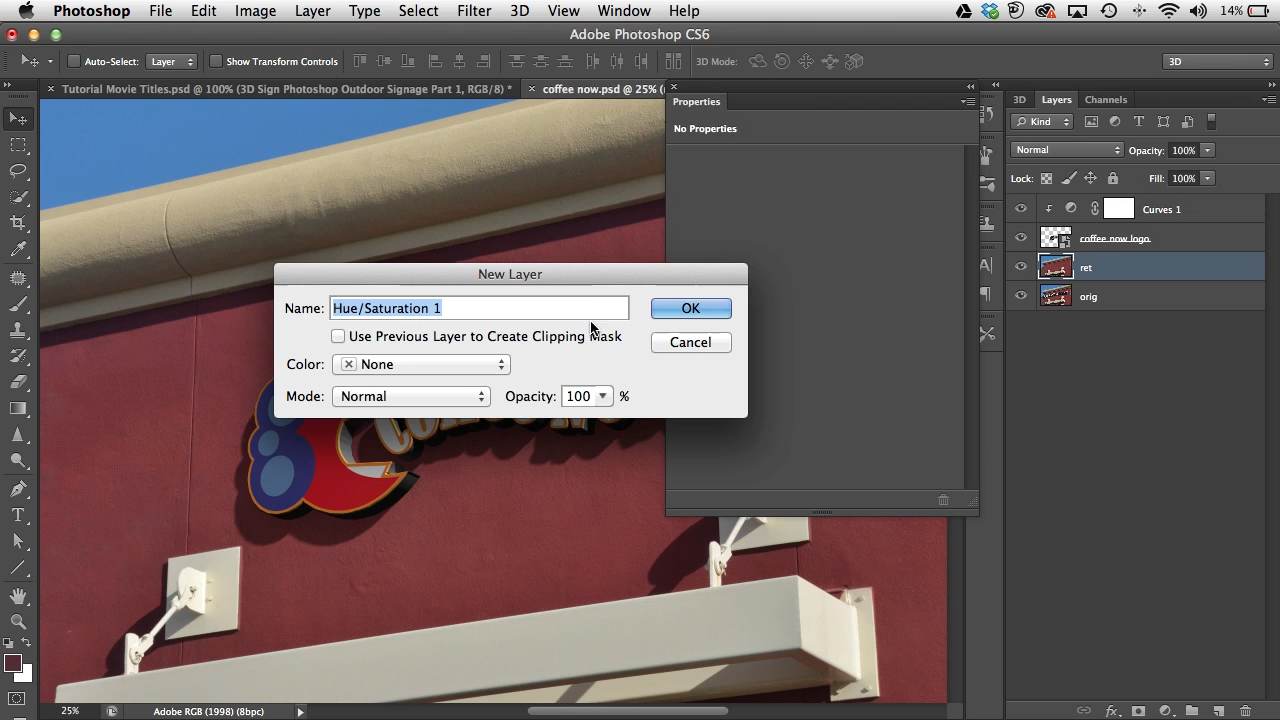 Photoshop File Edit Image Layer Type Select Filter 3D View Window Help 14%
Adobe Photoshop CS6
Auto-Select: Layer Show Transform Controls 3D Mode: 3D
Tutorial Movie Titles.psd @ 100% (3D Sign Photoshop Outdoor Signage Part 1, RGB/8) * coffee now.psd @ 25%
Properties
No Properties
3D Layers Channels
Kind
Normal Opacity: 100%
Lock: Fill: 100%
Curves 1
coffee now logo
ret
orig
New Layer
Name: Hue/Saturation 1 OK
Use Previous Layer to Create Clipping Mask Cancel
Color: None
Mode: Normal Opacity: 100 %
25% Adobe RGB (1998) (8bpc)